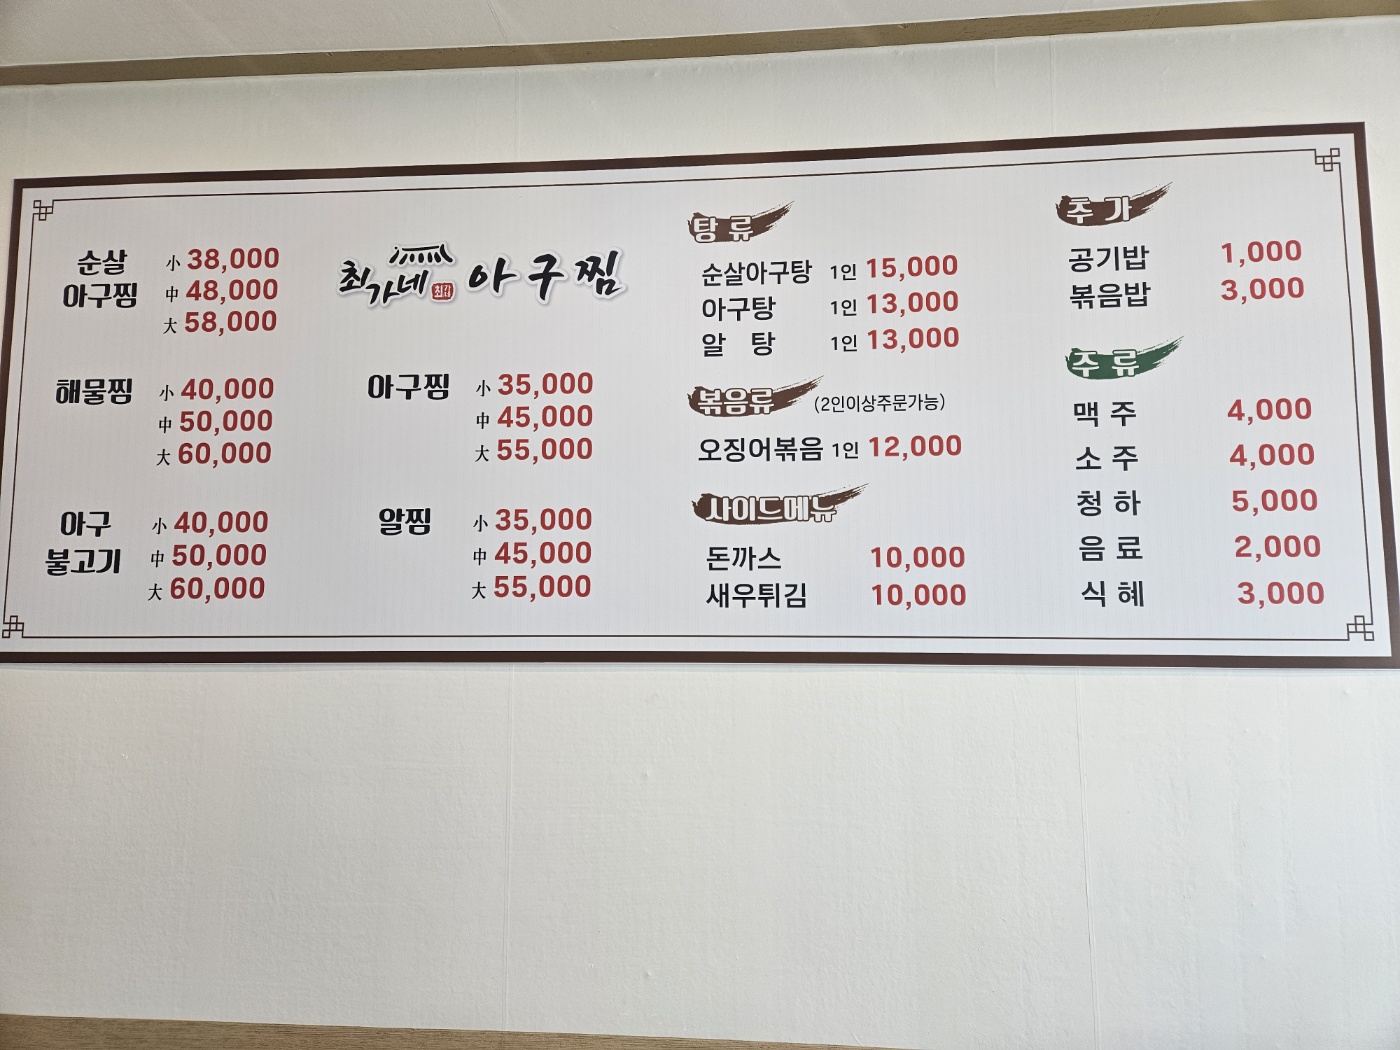 순살 小 38,000
아구찜 中 48,000
大 58,000
해물찜 小 40,000
中 50,000
大 60,000
아구 小 40,000
불고기 中 50,000
大 60,000
최가네 최가 아구찜
아구찜 小 35,000
中 45,000
大 55,000
알찜 小 35,000
中 45,000
大 55,000
탕 류
순살아구탕 1인 15,000
아구탕 1인 13,000
알 탕 1인 13,000
볶음류 (2인이상주문가능)
오징어볶음 1인 12,000
사이드메뉴
돈까스 10,000
새우튀김 10,000
추 가
공기밥 1,000
볶음밥 3,000
주 류
맥 주 4,000
소 주 4,000
청 하 5,000
음 료 2,000
식 혜 3,000